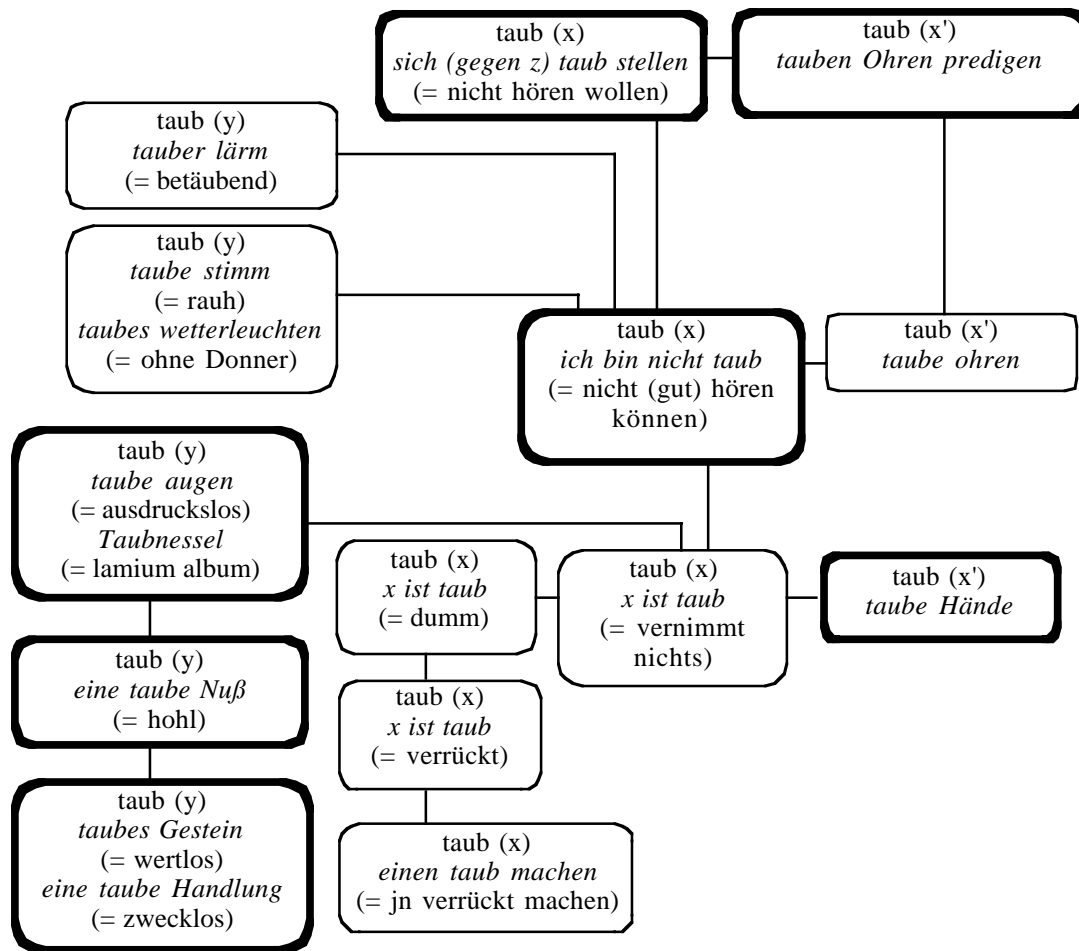 taub (x)
sich (gegen z) taub stellen
(= nicht hören wollen)
taub (x')
tauben Ohren predigen
taub (y)
tauber lärm
(= betäubend)
taub (y)
taube stimm
(= rauh)
taubes wetterleuchten
(= ohne Donner)
taub (x)
ich bin nicht taub
(= nicht (gut) hören
können)
taub (x')
taube ohren
taub (y)
taube augen
(= ausdruckslos)
Taubnessel
(= lamium album)
taub (x)
x ist taub
(= dumm)
taub (x)
x ist taub
(= vernimmt
nichts)
taub (x')
taube Hände
taub (y)
eine taube Nuß
(= hohl)
taub (x)
x ist taub
(= verrückt)
taub (y)
taubes Gestein
(= wertlos)
eine taube Handlung
(= zwecklos)
taub (x)
einen taub machen
(= jn verrückt machen)